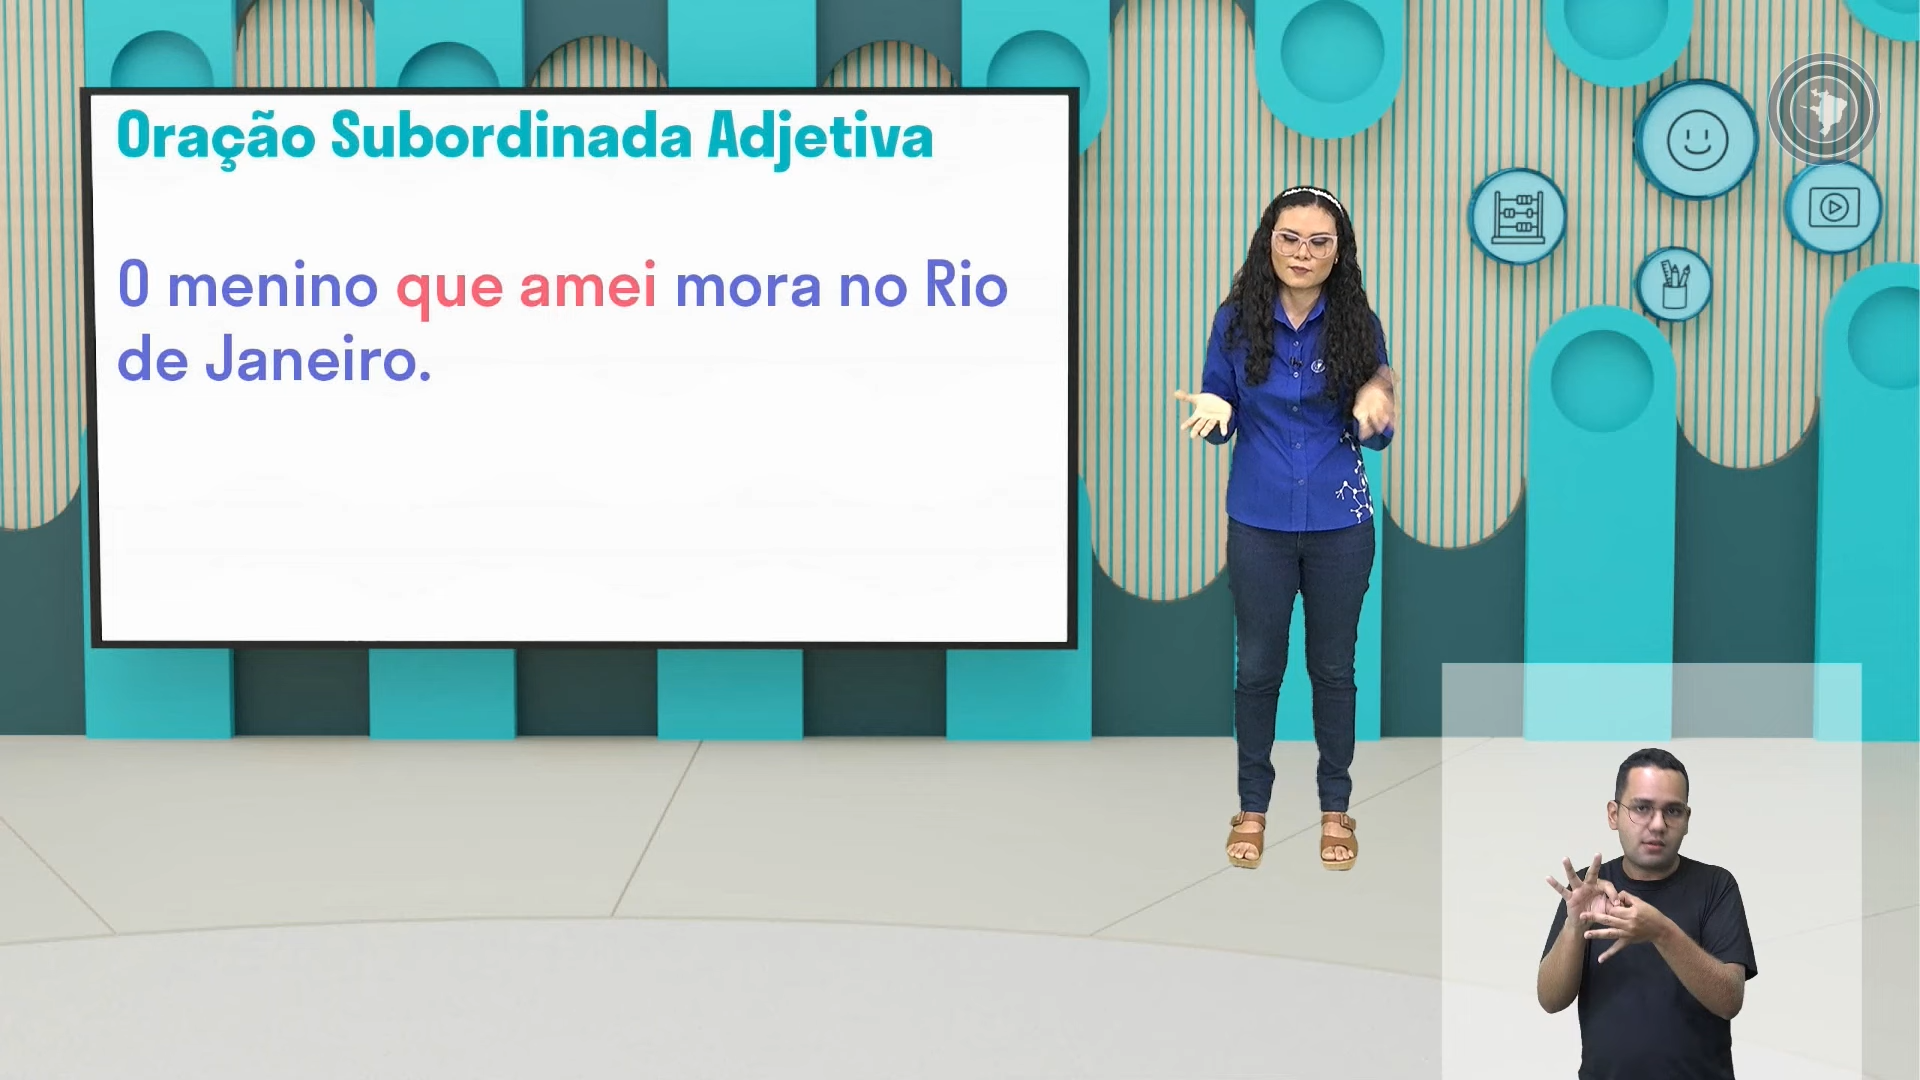 Oração Subordinada Adjetiva
O menino que amei mora no Rio
de Janeiro.